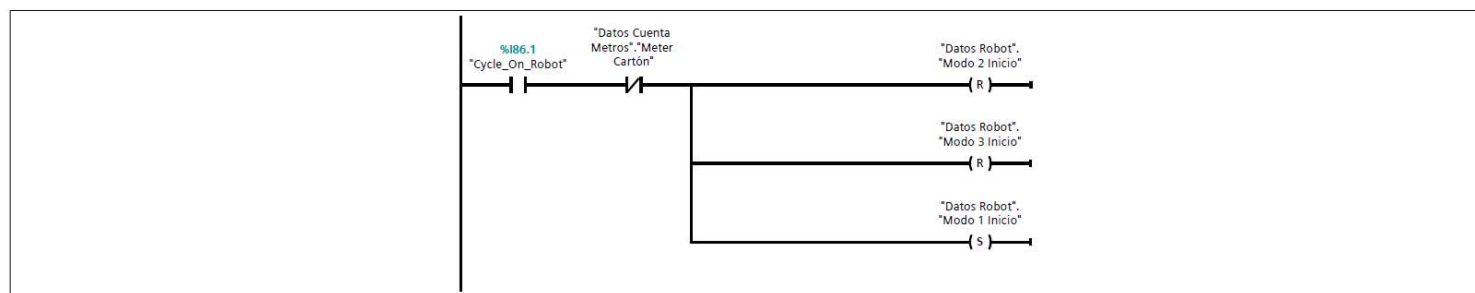 %I86.1
"Cycle_On_Robot"
"Datos Cuenta
Metros"."Meter
Cartón"
"Datos Robot".
"Modo 2 Inicio"
R
"Datos Robot".
"Modo 3 Inicio"
R
"Datos Robot".
"Modo 1 Inicio"
S